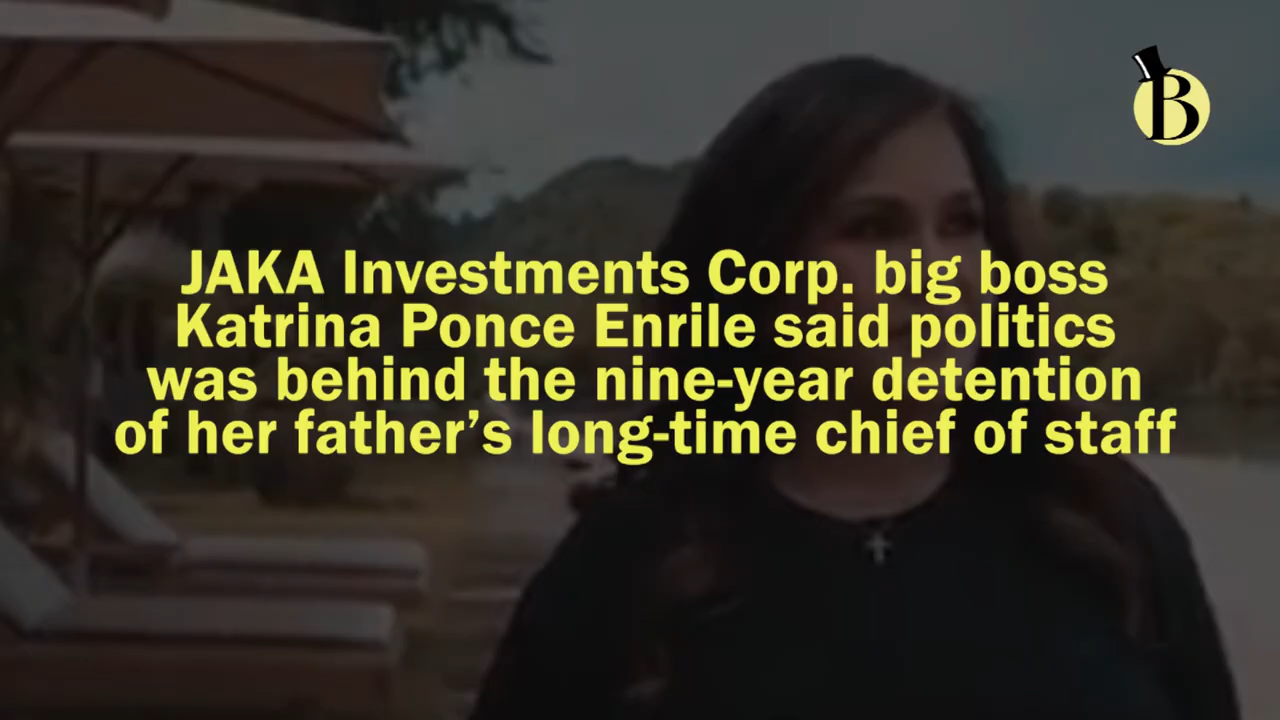 B
JAKA Investments Corp. big boss
Katrina Ponce Enrile said politics
was behind the nine-year detention
of her father’s long-time chief of staff